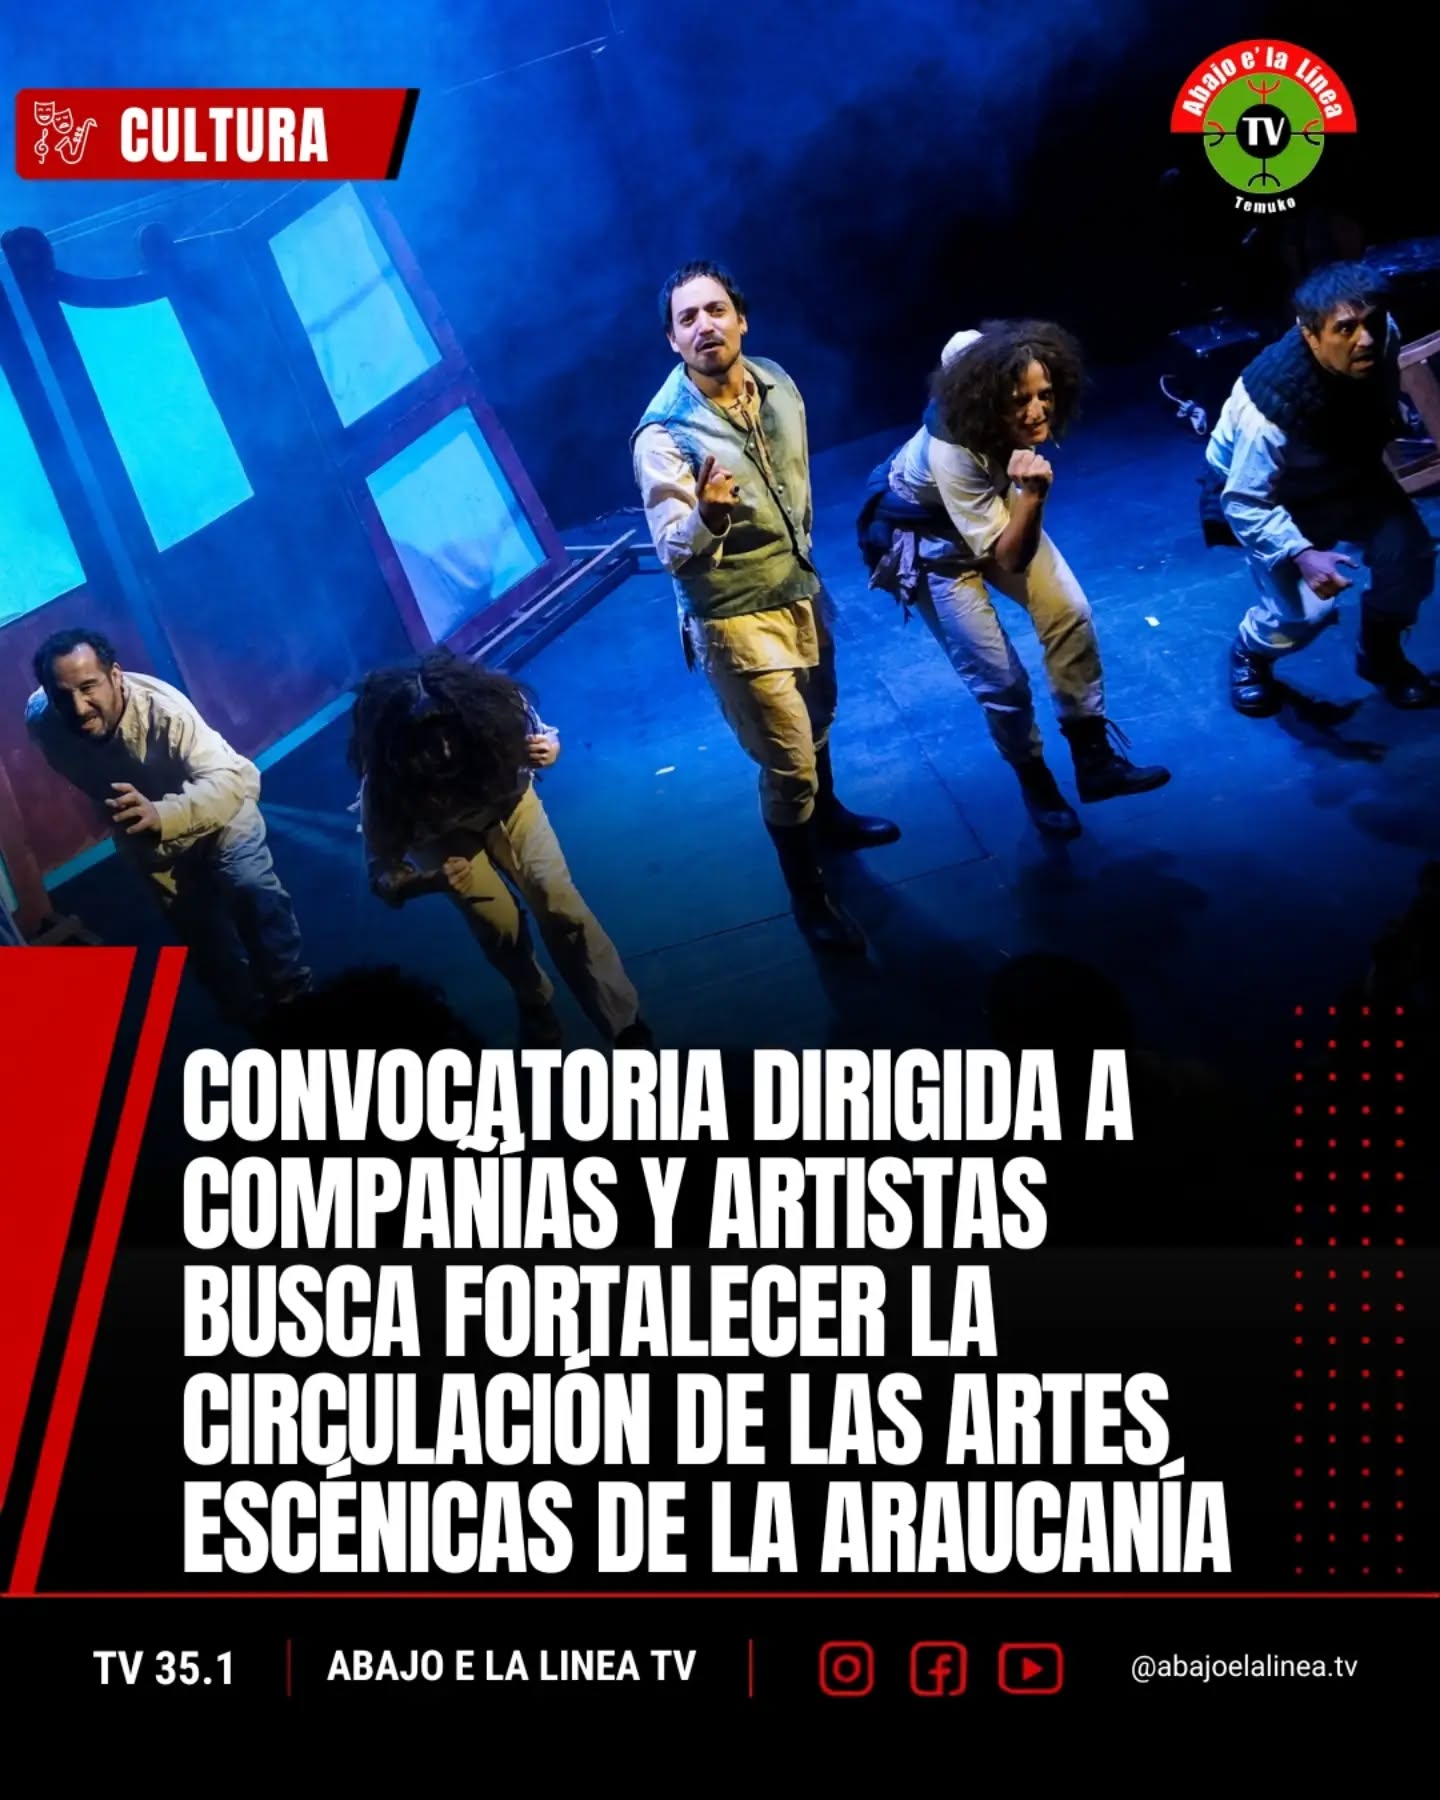 CULTURA
Abajo e' la Línea
TV
Temuko
CONVOCATORIA DIRIGIDA A
COMPAÑÍAS Y ARTISTAS
BUSCA FORTALECER LA
CIRCULACIÓN DE LAS ARTES
ESCÉNICAS DE LA ARAUCANÍA
TV 35.1
ABAJO E LA LINEA TV
@abajoelalinea.tv